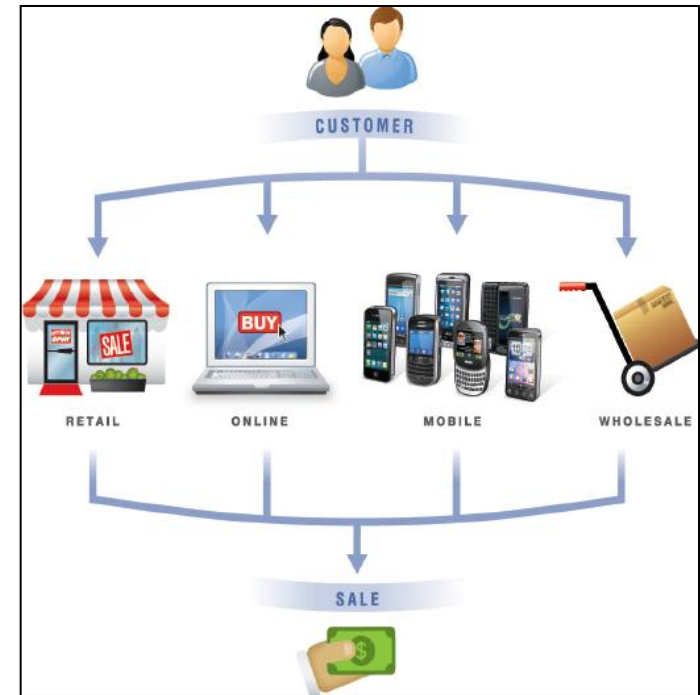 CUSTOMER
SALE
BUY
RETAIL
ONLINE
MOBILE
WHOLESALE
SALE
$